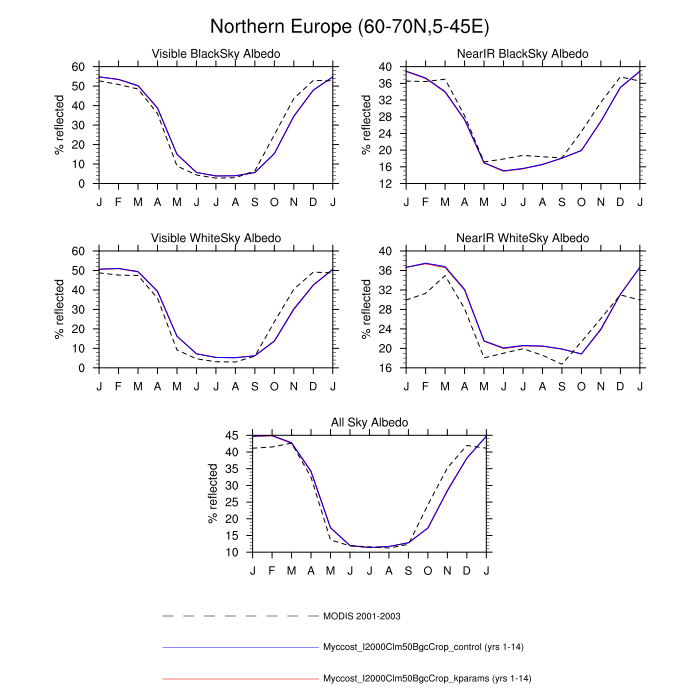 Northern Europe (60-70N,5-45E)
Visible BlackSky Albedo
% reflected
60
50
40
30
20
10
0
J F M A M J J A S O N D J
NearIR BlackSky Albedo
% reflected
40
36
32
28
24
20
16
12
J F M A M J J A S O N D J
Visible WhiteSky Albedo
% reflected
60
50
40
30
20
10
0
J F M A M J J A S O N D J
NearIR WhiteSky Albedo
% reflected
40
36
32
28
24
20
16
J F M A M J J A S O N D J
All Sky Albedo
% reflected
45
40
35
30
25
20
15
10
J F M A M J J A S O N D J
MODIS 2001-2003
Myccost_I2000Clm50BgcCrop_control (yrs 1-14)
Myccost_I2000Clm50BgcCrop_kparams (yrs 1-14)